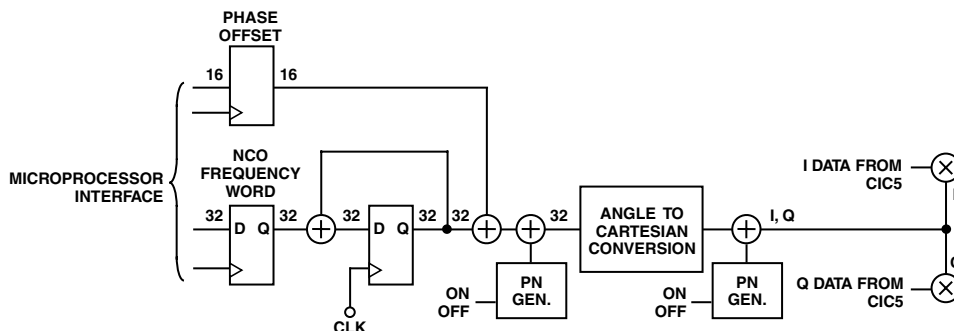 PHASE
OFFSET
16
16
NCO
FREQUENCY
WORD
MICROPROCESSOR
INTERFACE
32
D Q
32
32
D Q
32
32
32
CLK
PN
GEN.
ON
OFF
ANGLE TO
CARTESIAN
CONVERSION
I, Q
PN
GEN.
ON
OFF
I DATA FROM
CIC5
Q DATA FROM
CIC5